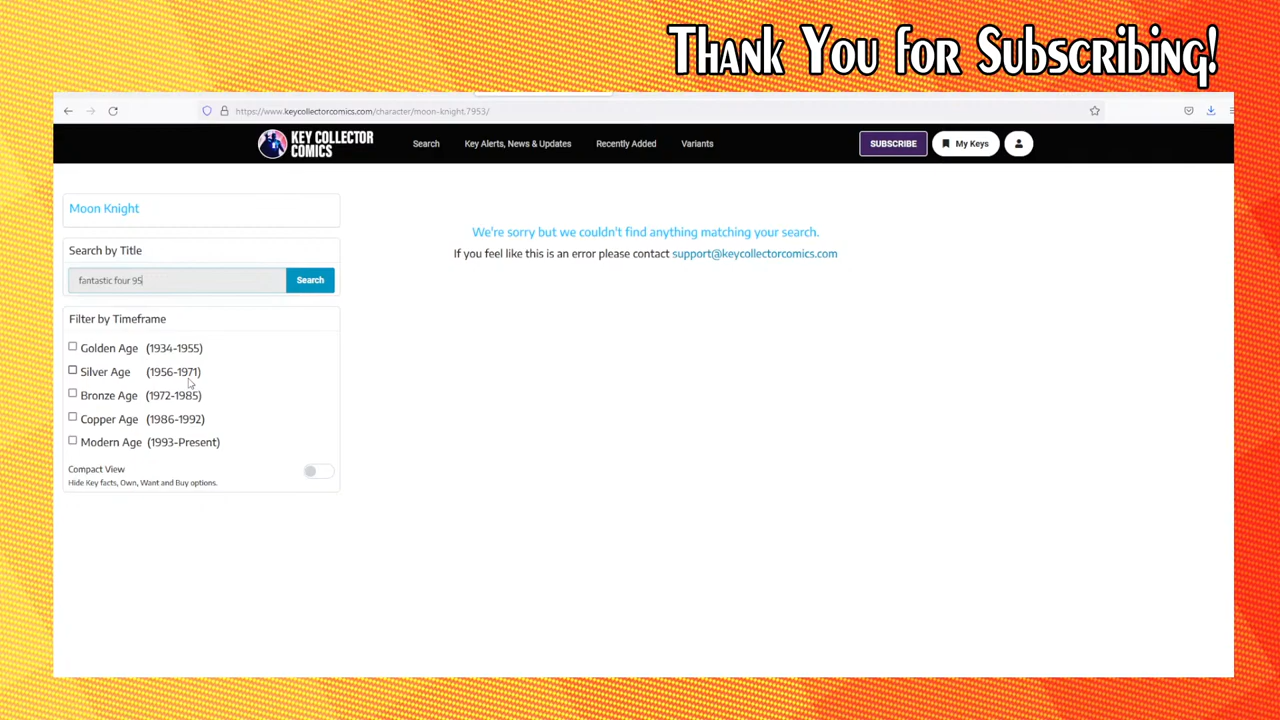 Thank You for Subscribing!
https://www.keycollectorcomics.com/character/moon-knight,7953/
KEY COLLECTOR
COMICS
Search
Key Alerts, News & Updates
Recently Added
Variants
SUBSCRIBE
My Keys
Moon Knight
Search by Title
fantastic four 95
Search
Filter by Timeframe
Golden Age (1934-1955)
Silver Age (1956-1971)
Bronze Age (1972-1985)
Copper Age (1986-1992)
Modern Age (1993-Present)
Compact View
Hide Key facts, Own, Want and Buy options.
We're sorry but we couldn't find anything matching your search.
If you feel like this is an error please contact support@keycollectorcomics.com